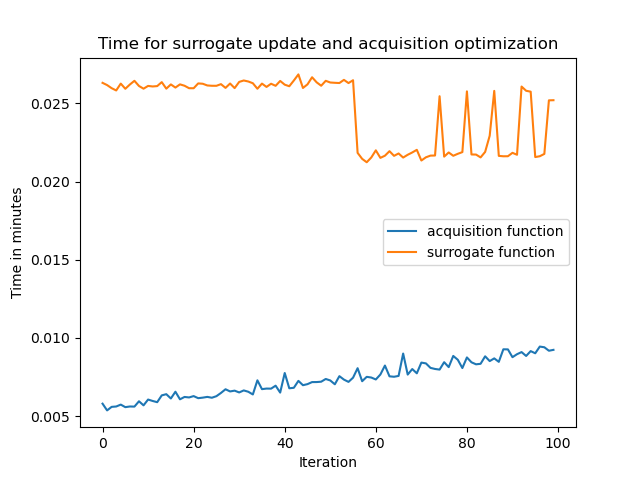 Time for surrogate update and acquisition optimization
Time in minutes
0.025
0.020
0.015
0.010
0.005
acquisition function
surrogate function
0 20 40 60 80 100
Iteration